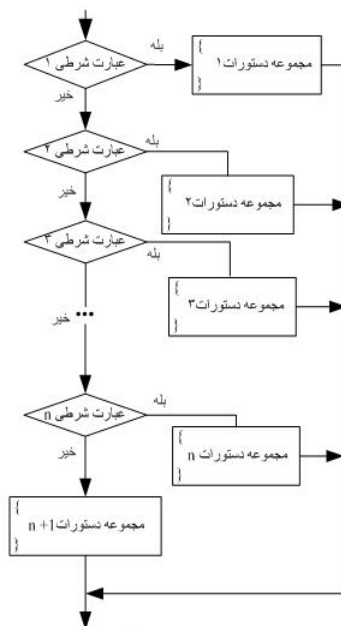 عبارت شرطی ۱
بله
مجموعه دستورات۱
خیر
عبارت شرطی ۲
بله
مجموعه دستورات۲
خیر
عبارت شرطی ۳
بله
مجموعه دستورات۳
...
خیر
عبارت شرطی n
بله
مجموعه دستورات n
خیر
مجموعه دستورات n +1